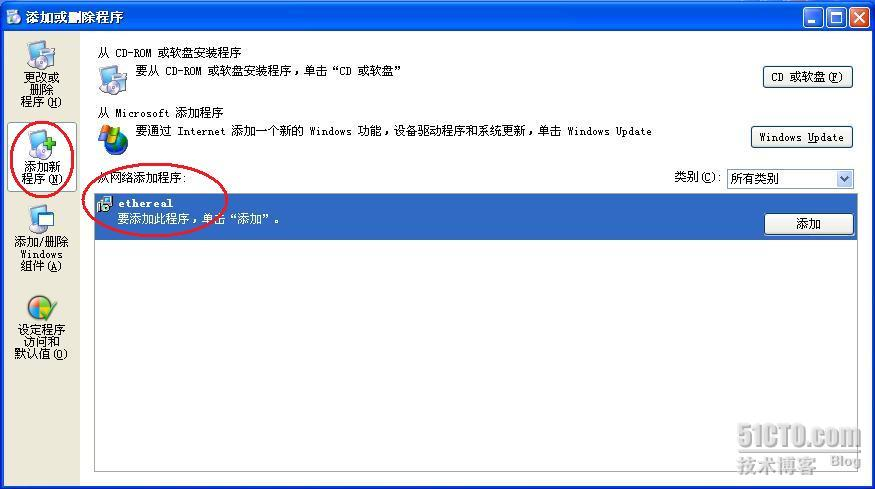 添加或删除程序
更改或
删除
程序(H)
添加新
程序(N)
添加/删除
Windows
组件(A)
设定程序
访问和
默认值(O)
从 CD-ROM 或软盘安装程序
要从 CD-ROM 或软盘安装程序，单击“CD 或软盘”
CD 或软盘(F)
从 Microsoft 添加程序
要通过 Internet 添加一个新的 Windows 功能，设备驱动程序和系统更新，单击 Windows Update
Windows Update
从网络添加程序:
类别(C):
所有类别
ethereal
要添加此程序，单击“添加”。
添加
51CTO.com
技术博客 Blog